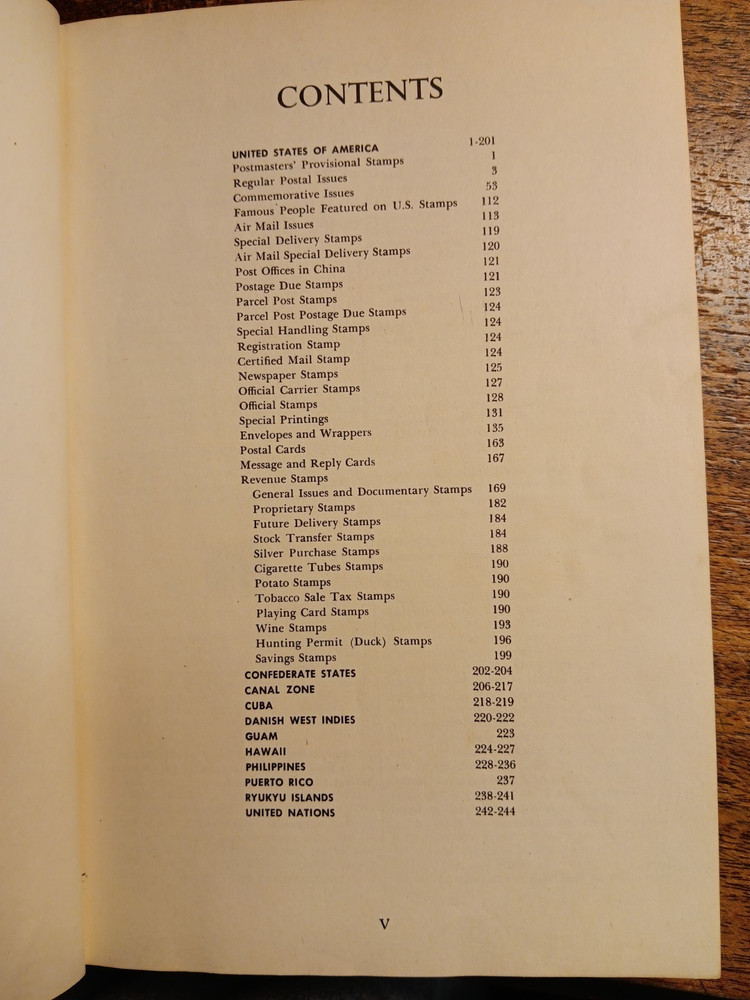 CONTENTS
UNITED STATES OF AMERICA 1-201
Postmasters' Provisional Stamps 1
Regular Postal Issues 3
Commemorative Issues 53
Famous People Featured on U.S. Stamps 112
Air Mail Issues 113
Special Delivery Stamps 119
Air Mail Special Delivery Stamps 120
Post Offices in China 121
Postage Due Stamps 121
Parcel Post Stamps 123
Parcel Post Postage Due Stamps 124
Special Handling Stamps 124
Registration Stamp 124
Certified Mail Stamp 124
Newspaper Stamps 125
Official Carrier Stamps 127
Official Stamps 128
Special Printings 131
Envelopes and Wrappers 135
Postal Cards 163
Message and Reply Cards 167
Revenue Stamps
General Issues and Documentary Stamps 169
Proprietary Stamps 182
Future Delivery Stamps 184
Stock Transfer Stamps 184
Silver Purchase Stamps 188
Cigarette Tubes Stamps 190
Potato Stamps 190
Tobacco Sale Tax Stamps 190
Playing Card Stamps 190
Wine Stamps 193
Hunting Permit (Duck) Stamps 196
Savings Stamps 199
CONFEDERATE STATES 202-204
CANAL ZONE 206-217
CUBA 218-219
DANISH WEST INDIES 220-222
GUAM 223
HAWAII 224-227
PHILIPPINES 228-236
PUERTO RICO 237
RYUKYU ISLANDS 238-241
UNITED NATIONS 242-244
V